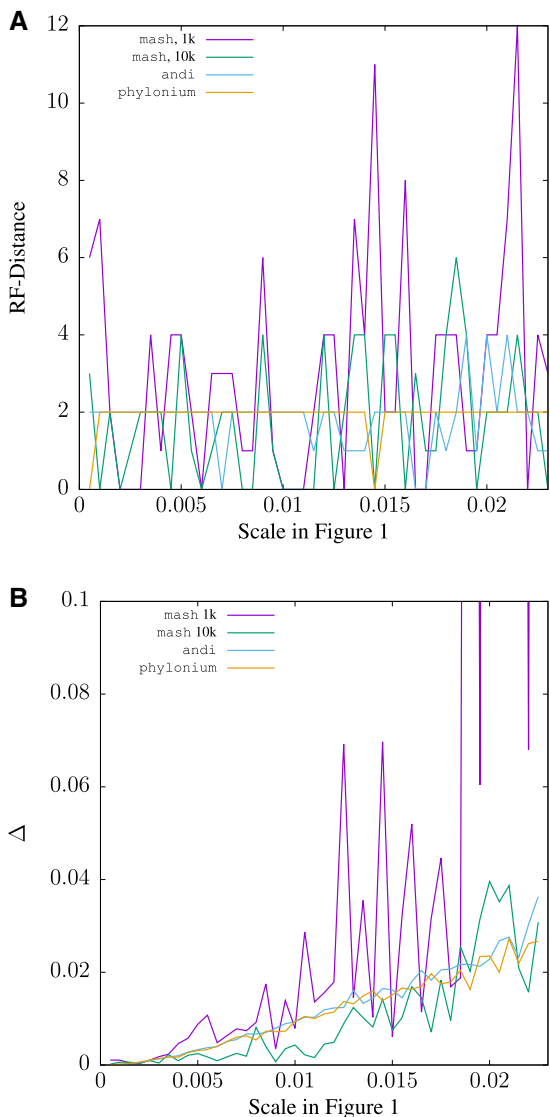 A
12
10
8
6
4
2
0
RF-Distance
mash, 1k
mash, 10k
andi
phylonium
0 0.005 0.01 0.015 0.02
Scale in Figure 1
B
0.1
0.08
0.06
0.04
0.02
0
Δ
mash 1k
mash 10k
andi
phylonium
0 0.005 0.01 0.015 0.02
Scale in Figure 1